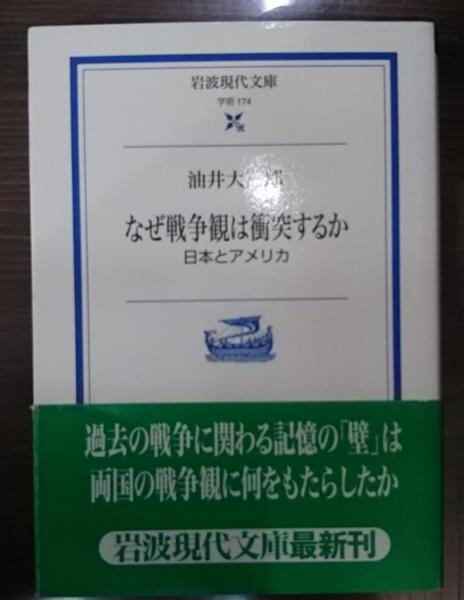 岩波現代文庫
学術 174
油井大三郎
なぜ戦争観は衝突するか
日本とアメリカ
過去の戦争に関わる記憶の「壁」は
両国の戦争観に何をもたらしたか
岩波現代文庫最新刊